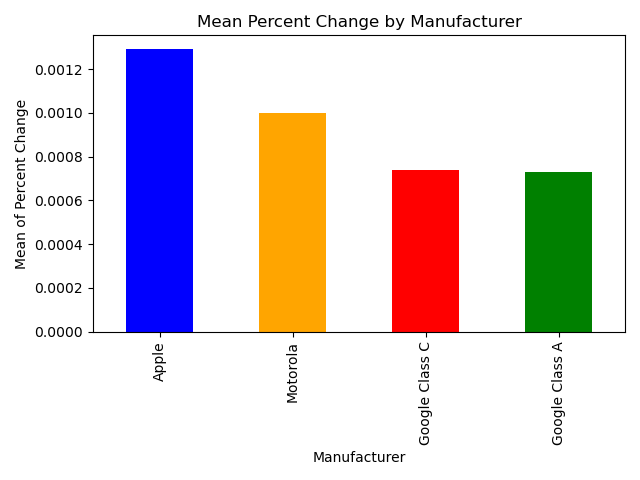 Mean Percent Change by Manufacturer
Mean of Percent Change
0.0012
0.0010
0.0008
0.0006
0.0004
0.0002
0.0000
Apple
Motorola
Google Class C
Google Class A
Manufacturer